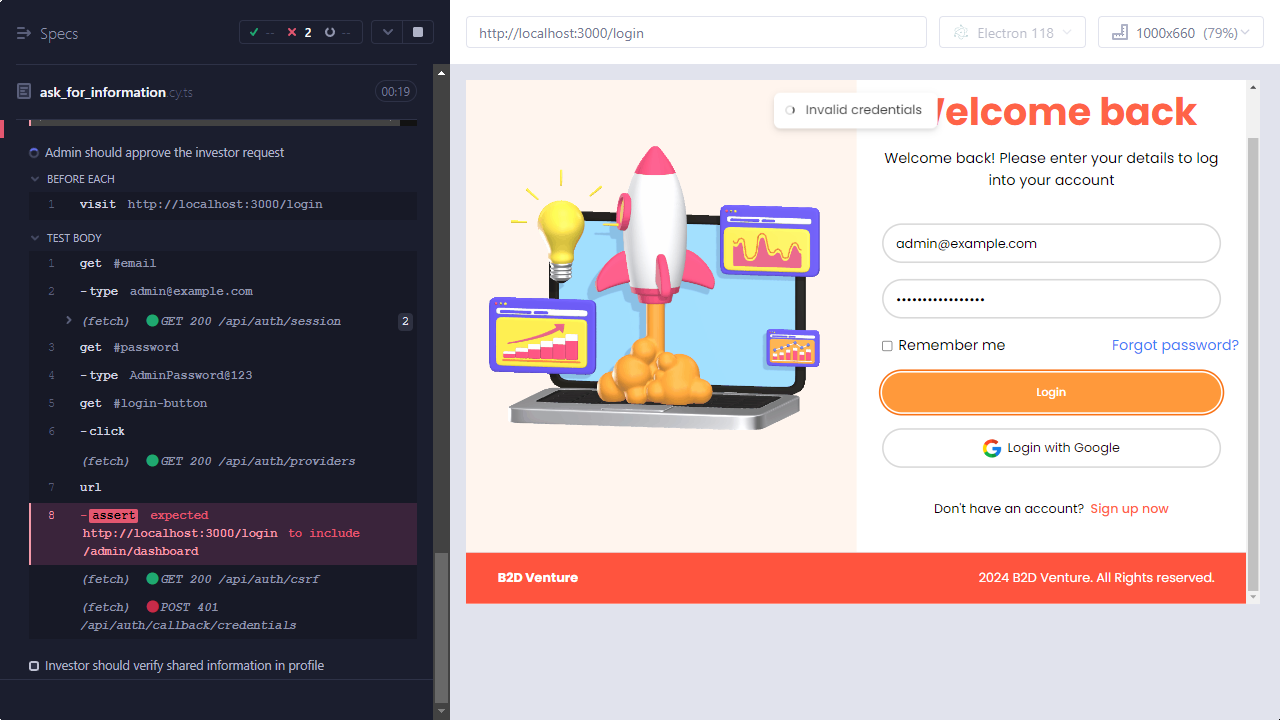 Specs
-- 2 --
ask_for_information.cy.ts
00:19
Admin should approve the investor request
BEFORE EACH
1 visit http://localhost:3000/login
TEST BODY
1 get #email
2 -type admin@example.com
(fetch) GET 200 /api/auth/session 2
3 get #password
4 -type AdminPassword@123
5 get #login-button
6 -click
(fetch) GET 200 /api/auth/providers
7 url
8 -assert expected
http://localhost:3000/login to include
/admin/dashboard
(fetch) GET 200 /api/auth/csrf
(fetch) POST 401
/api/auth/callback/credentials
Investor should verify shared information in profile
http://localhost:3000/login
Electron 118
1000x660 (79%)
Invalid credentials
Welcome back
Welcome back! Please enter your details to log
into your account
admin@example.com
•••••••••••••••••
Remember me
Forgot password?
Login
Login with Google
Don't have an account? Sign up now
B2D Venture
2024 B2D Venture. All Rights reserved.